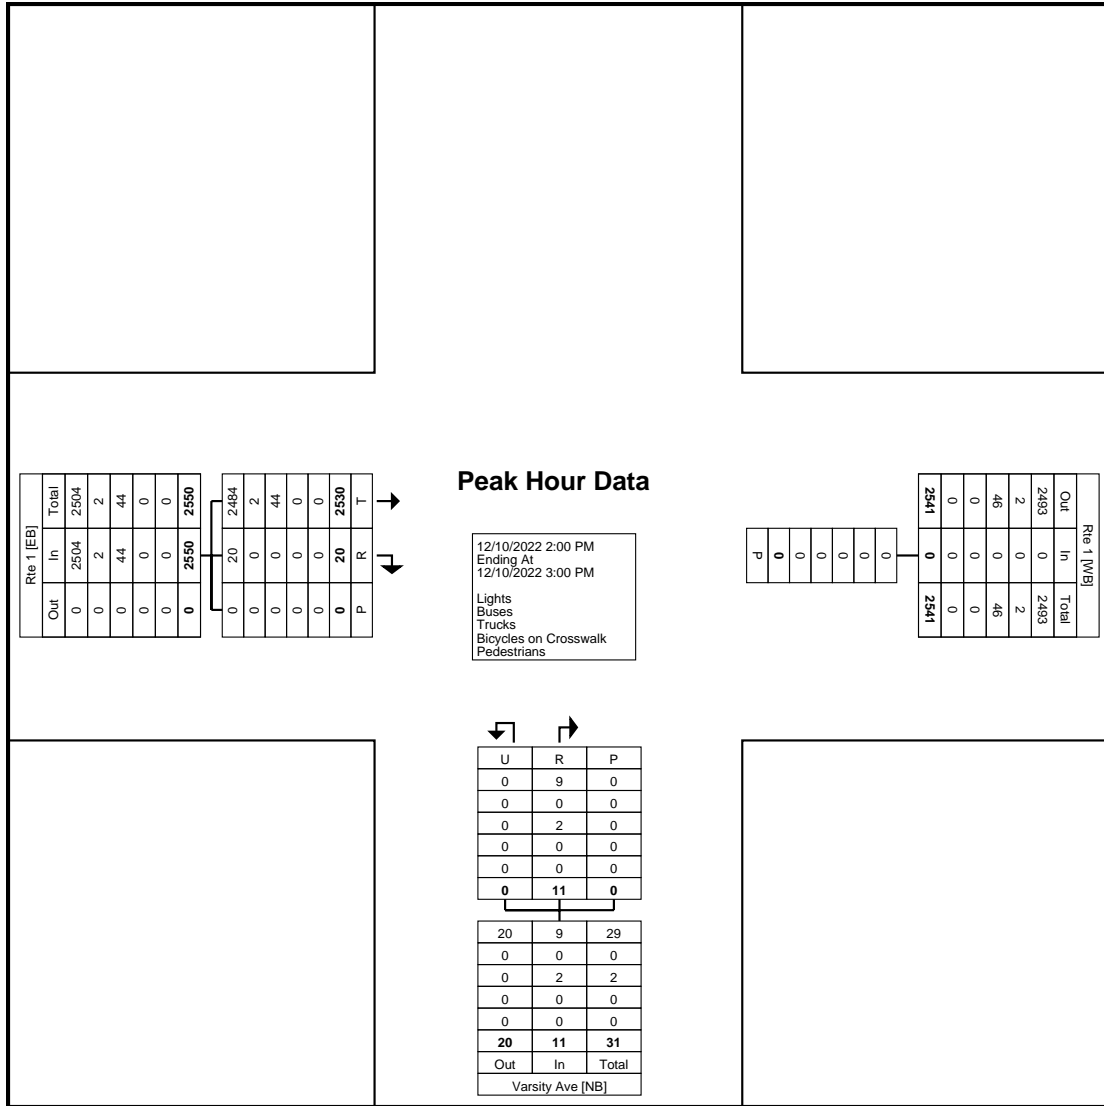 Peak Hour Data
12/10/2022 2:00 PM
Ending At
12/10/2022 3:00 PM
Lights
Buses
Trucks
Bicycles on Crosswalk
Pedestrians
Rte 1 [EB]
Total 2504 2 44 0 0 2550
In 2504 2 44 0 0 2550
Out 0 0 0 0 0 0
2484 2 44 0 0 2530 T
20 0 0 0 0 20 R
0 0 0 0 0 0 P
Rte 1 [WB]
Out 2493 2 46 0 0 2541
In 0 0 0 0 0 0
Total 2493 2 46 0 0 2541
0 0 0 0 0 0 P
U R P
0 9 0
0 0 0
0 2 0
0 0 0
0 0 0
0 11 0
20 9 29
0 0 0
0 2 2
0 0 0
0 0 0
20 11 31
Out In Total
Varsity Ave [NB]